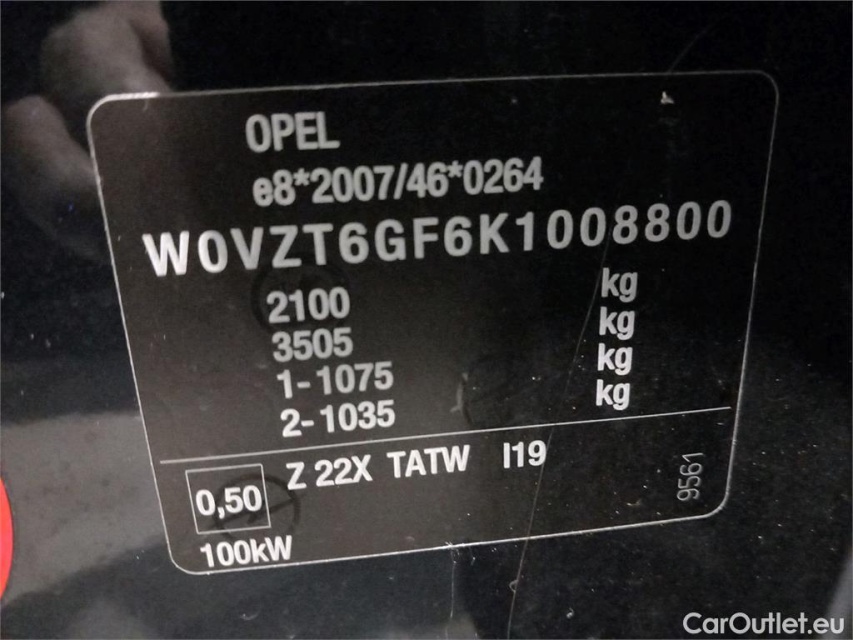 OPEL
e8*2007/46*0264
W0VZT6GF6K1008800
2100 kg
3505 kg
1-1075 kg
2-1035 kg
Z 22X TATW I19
0,50
9561
100kW
CarOutlet.eu